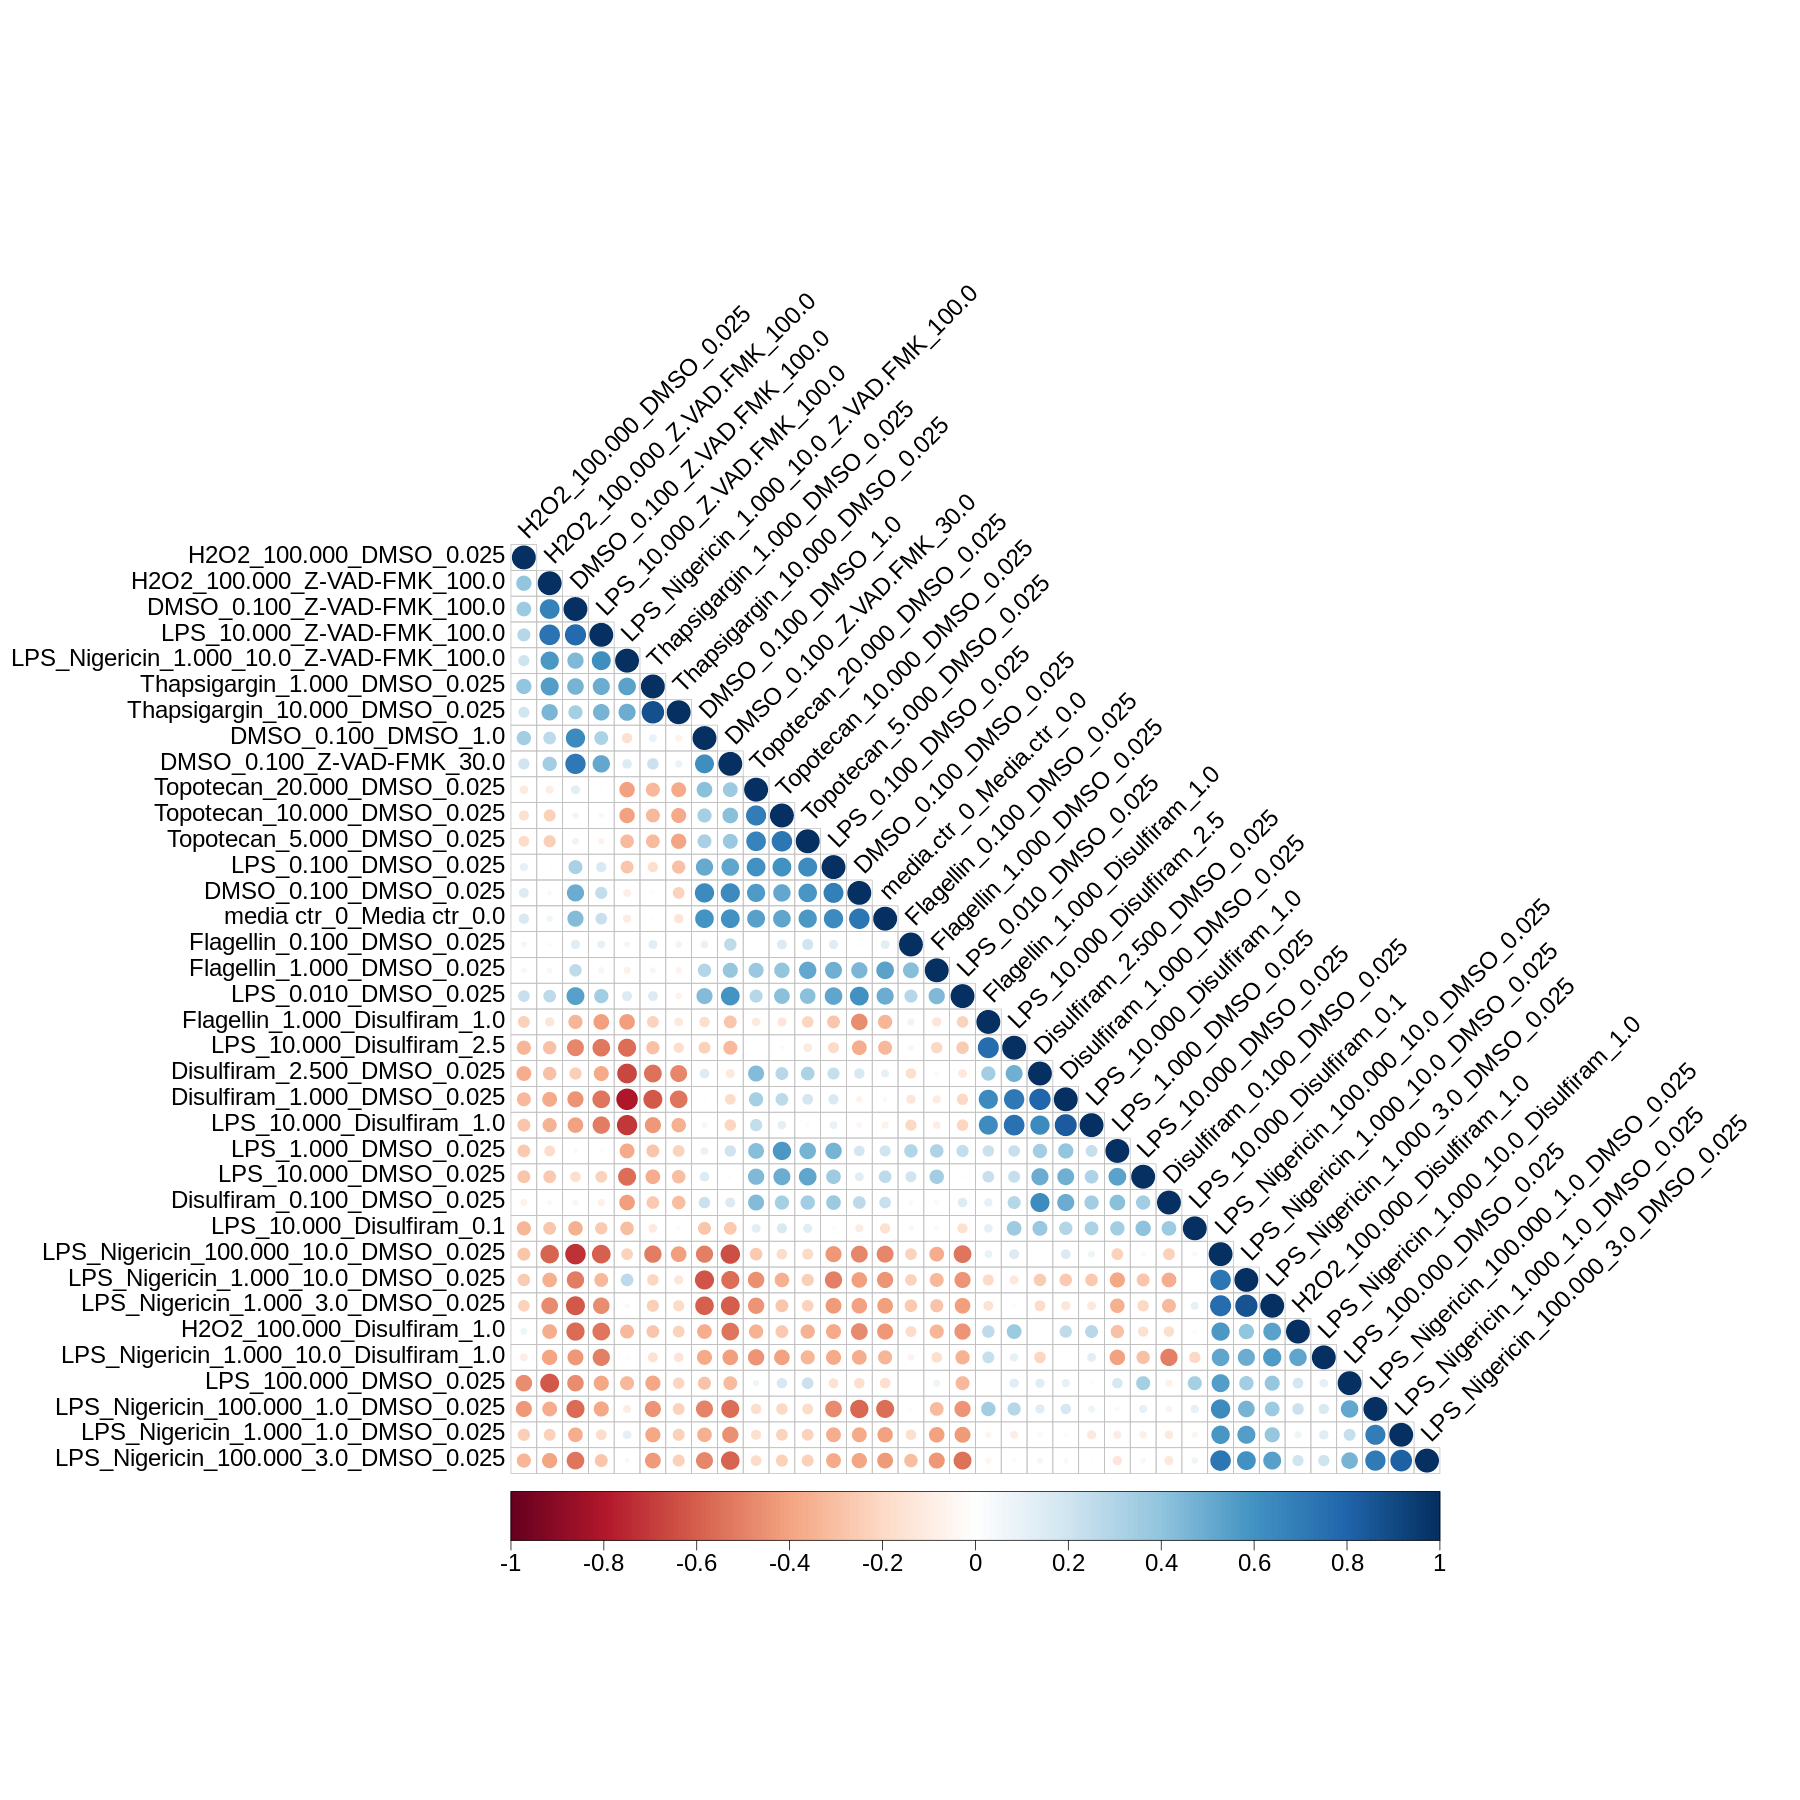 H2O2_100.000_DMSO_0.025
H2O2_100.000_Z.VAD.FMK_100.0
DMSO_0.100_Z.VAD.FMK_100.0
LPS_10.000_Z.VAD.FMK_100.0
LPS_Nigericin_1.000_10.0_Z.VAD.FMK_100.0
Thapsigargin_1.000_DMSO_0.025
Thapsigargin_10.000_DMSO_0.025
DMSO_0.100_DMSO_1.0
DMSO_0.100_Z.VAD.FMK_30.0
Topotecan_20.000_DMSO_0.025
Topotecan_10.000_DMSO_0.025
Topotecan_5.000_DMSO_0.025
LPS_0.100_DMSO_0.025
DMSO_0.100_DMSO_0.025
media.ctr_0_Media.ctr_0.0
Flagellin_0.100_DMSO_0.025
Flagellin_1.000_DMSO_0.025
LPS_0.010_DMSO_0.025
Flagellin_1.000_Disulfiram_1.0
LPS_10.000_Disulfiram_2.5
Disulfiram_2.500_DMSO_0.025
Disulfiram_1.000_DMSO_0.025
LPS_10.000_Disulfiram_1.0
LPS_1.000_DMSO_0.025
LPS_10.000_DMSO_0.025
Disulfiram_0.100_DMSO_0.025
LPS_10.000_Disulfiram_0.1
LPS_Nigericin_100.000_10.0_DMSO_0.025
LPS_Nigericin_1.000_10.0_DMSO_0.025
LPS_Nigericin_1.000_3.0_DMSO_0.025
H2O2_100.000_Disulfiram_1.0
LPS_Nigericin_1.000_10.0_Disulfiram_1.0
LPS_100.000_DMSO_0.025
LPS_Nigericin_100.000_1.0_DMSO_0.025
LPS_Nigericin_1.000_1.0_DMSO_0.025
LPS_Nigericin_100.000_3.0_DMSO_0.025
H2O2_100.000_DMSO_0.025
H2O2_100.000_Z-VAD-FMK_100.0
DMSO_0.100_Z-VAD-FMK_100.0
LPS_10.000_Z-VAD-FMK_100.0
LPS_Nigericin_1.000_10.0_Z-VAD-FMK_100.0
Thapsigargin_1.000_DMSO_0.025
Thapsigargin_10.000_DMSO_0.025
DMSO_0.100_DMSO_1.0
DMSO_0.100_Z-VAD-FMK_30.0
Topotecan_20.000_DMSO_0.025
Topotecan_10.000_DMSO_0.025
Topotecan_5.000_DMSO_0.025
LPS_0.100_DMSO_0.025
DMSO_0.100_DMSO_0.025
media ctr_0_Media ctr_0.0
Flagellin_0.100_DMSO_0.025
Flagellin_1.000_DMSO_0.025
LPS_0.010_DMSO_0.025
Flagellin_1.000_Disulfiram_1.0
LPS_10.000_Disulfiram_2.5
Disulfiram_2.500_DMSO_0.025
Disulfiram_1.000_DMSO_0.025
LPS_10.000_Disulfiram_1.0
LPS_1.000_DMSO_0.025
LPS_10.000_DMSO_0.025
Disulfiram_0.100_DMSO_0.025
LPS_10.000_Disulfiram_0.1
LPS_Nigericin_100.000_10.0_DMSO_0.025
LPS_Nigericin_1.000_10.0_DMSO_0.025
LPS_Nigericin_1.000_3.0_DMSO_0.025
H2O2_100.000_Disulfiram_1.0
LPS_Nigericin_1.000_10.0_Disulfiram_1.0
LPS_100.000_DMSO_0.025
LPS_Nigericin_100.000_1.0_DMSO_0.025
LPS_Nigericin_1.000_1.0_DMSO_0.025
LPS_Nigericin_100.000_3.0_DMSO_0.025
-1 -0.8 -0.6 -0.4 -0.2 0 0.2 0.4 0.6 0.8 1